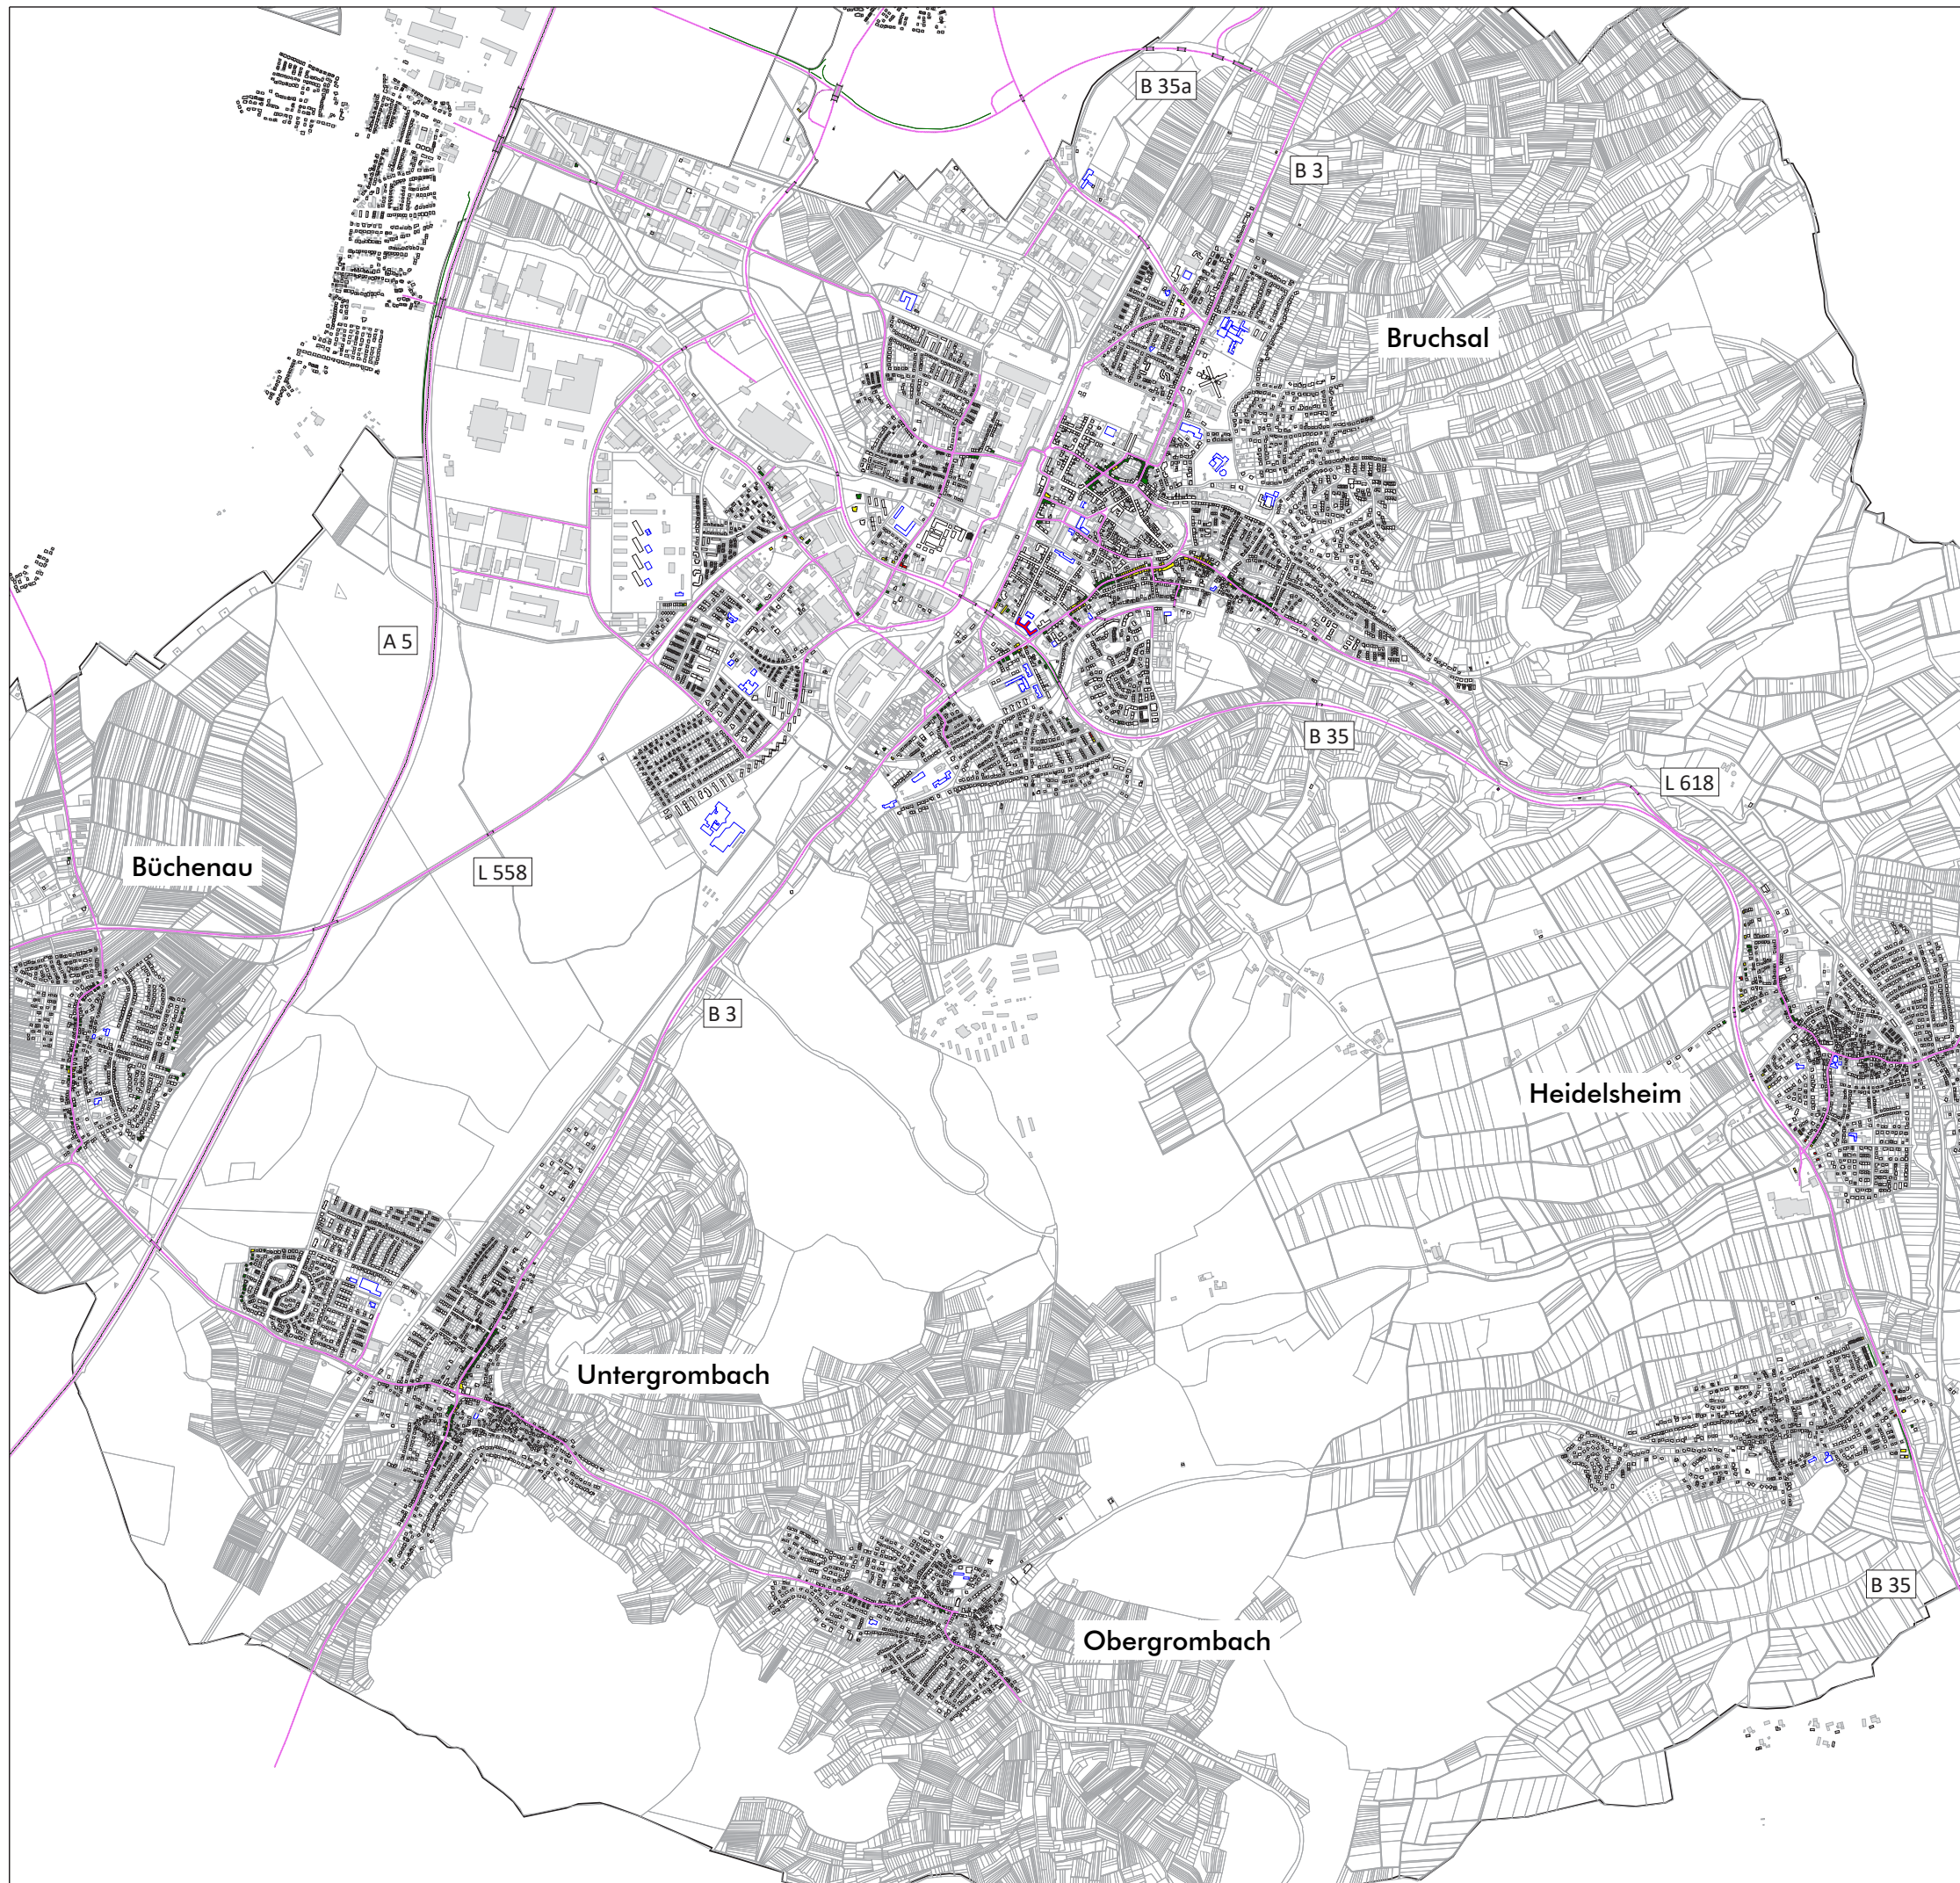 B 35a
B 3
Bruchsal
A 5
B 35
L 618
Büchenau
L 558
B 3
Heidelsheim
Untergrombach
B 35
Obergrombach